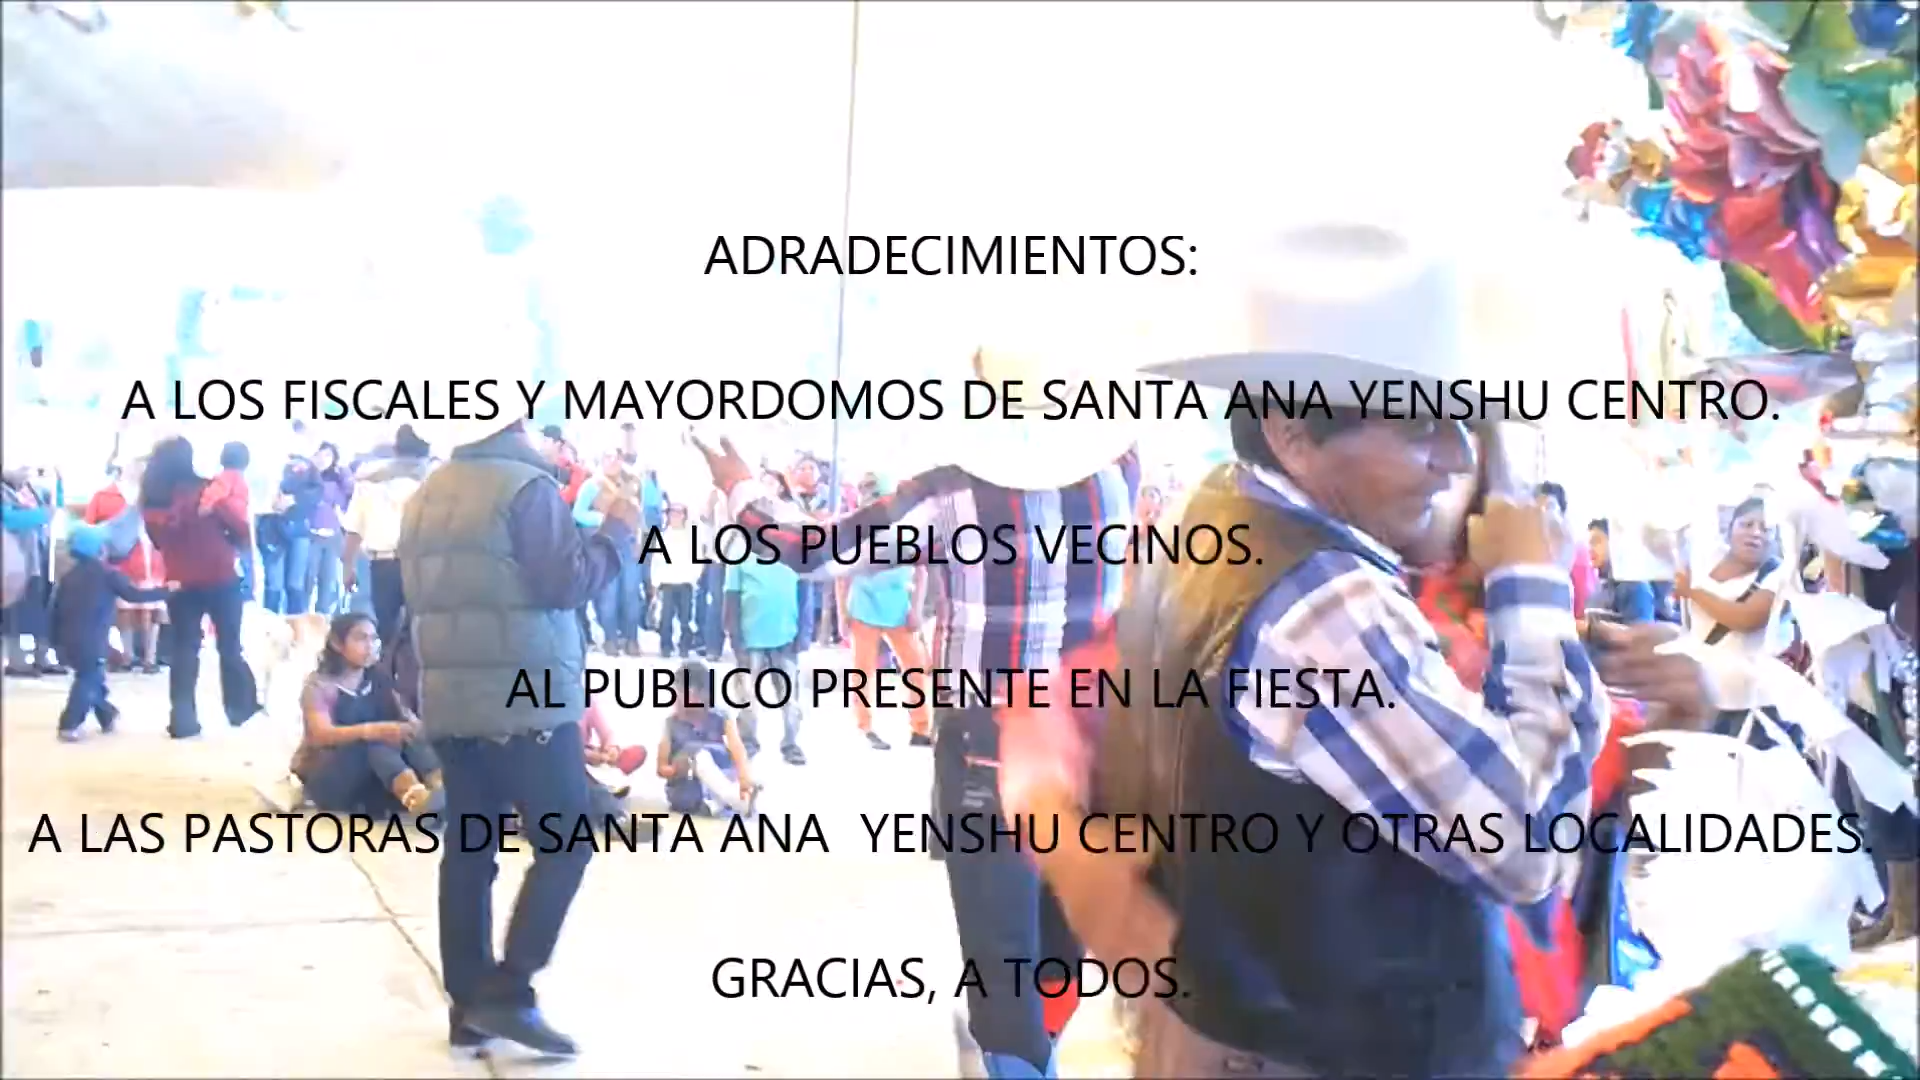 ADRADECIMIENTOS:
A LOS FISCALES Y MAYORDOMOS DE SANTA ANA YENSHU CENTRO.
A LOS PUEBLOS VECINOS.
AL PUBLICO PRESENTE EN LA FIESTA.
A LAS PASTORAS DE SANTA ANA YENSHU CENTRO Y OTRAS LOCALIDADES.
GRACIAS, A TODOS.